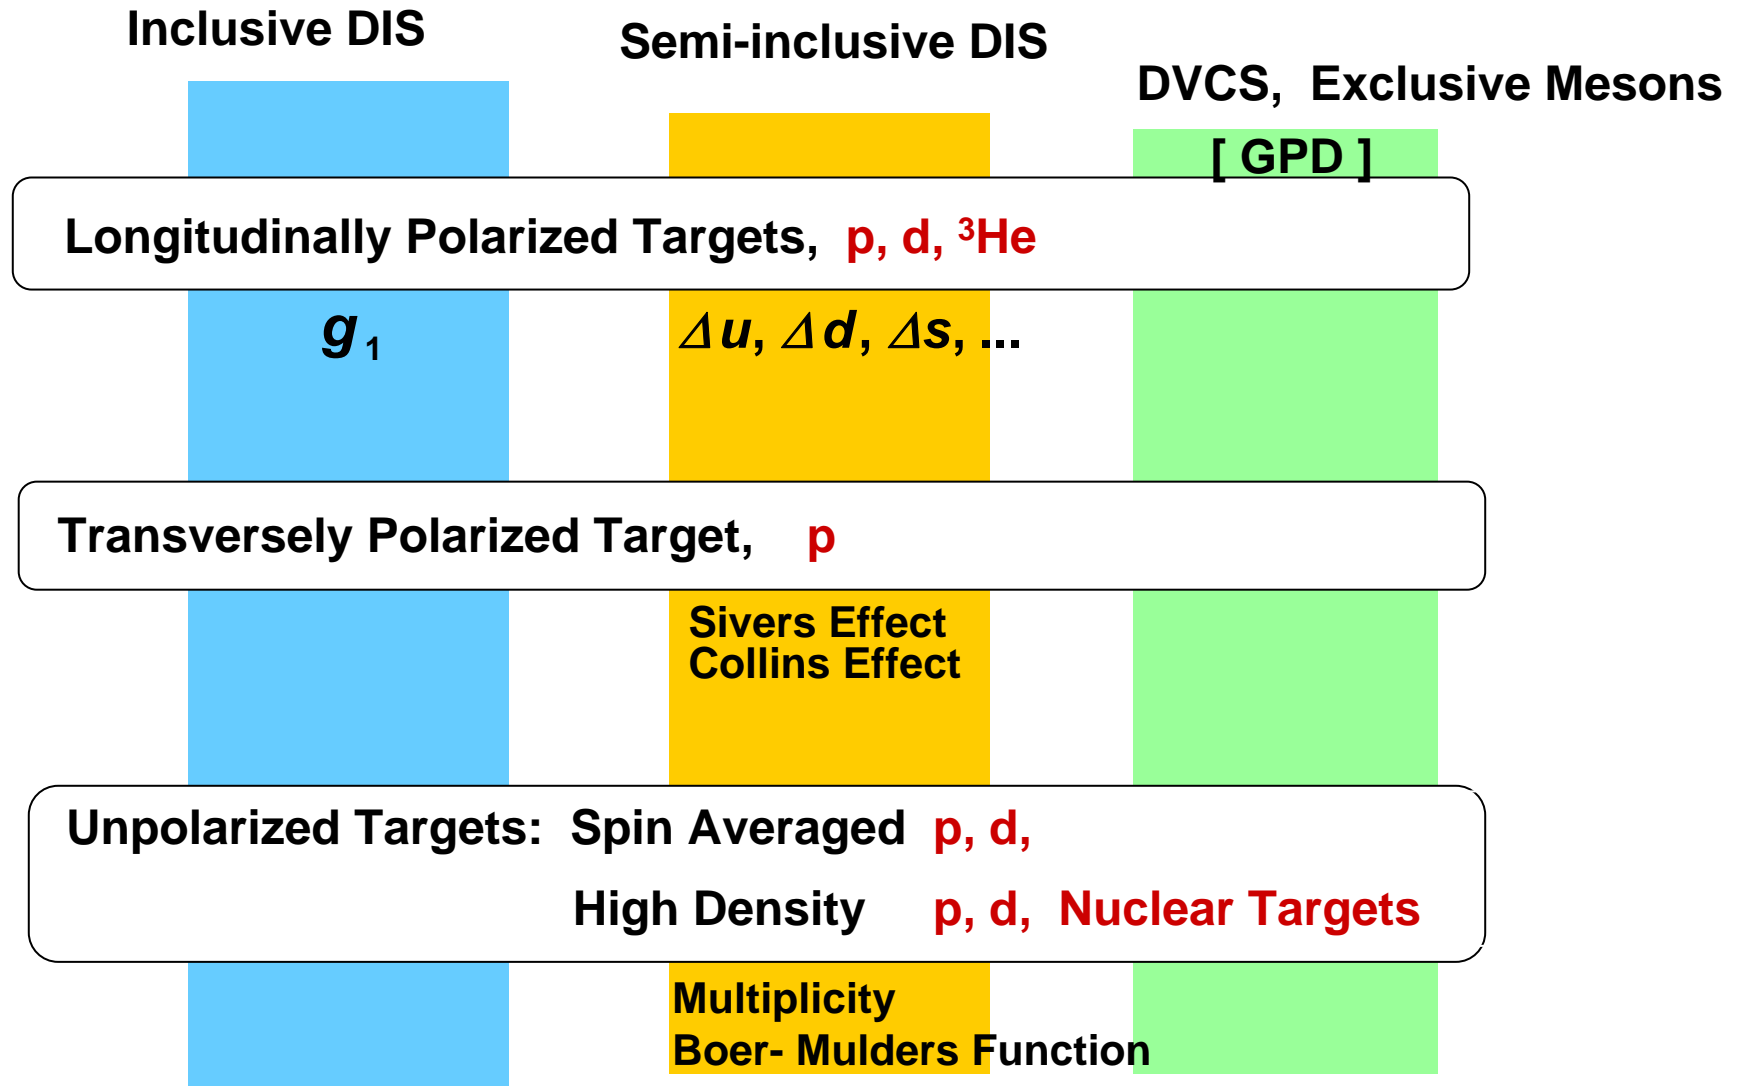 Inclusive DIS
Semi-inclusive DIS
DVCS, Exclusive Mesons
[ GPD ]
Longitudinally Polarized Targets, p, d, ³He
g₁
Δu, Δd, Δs, ...
Transversely Polarized Target, p
Sivers Effect
Collins Effect
Unpolarized Targets: Spin Averaged p, d,
High Density p, d, Nuclear Targets
Multiplicity
Boer- Mulders Function